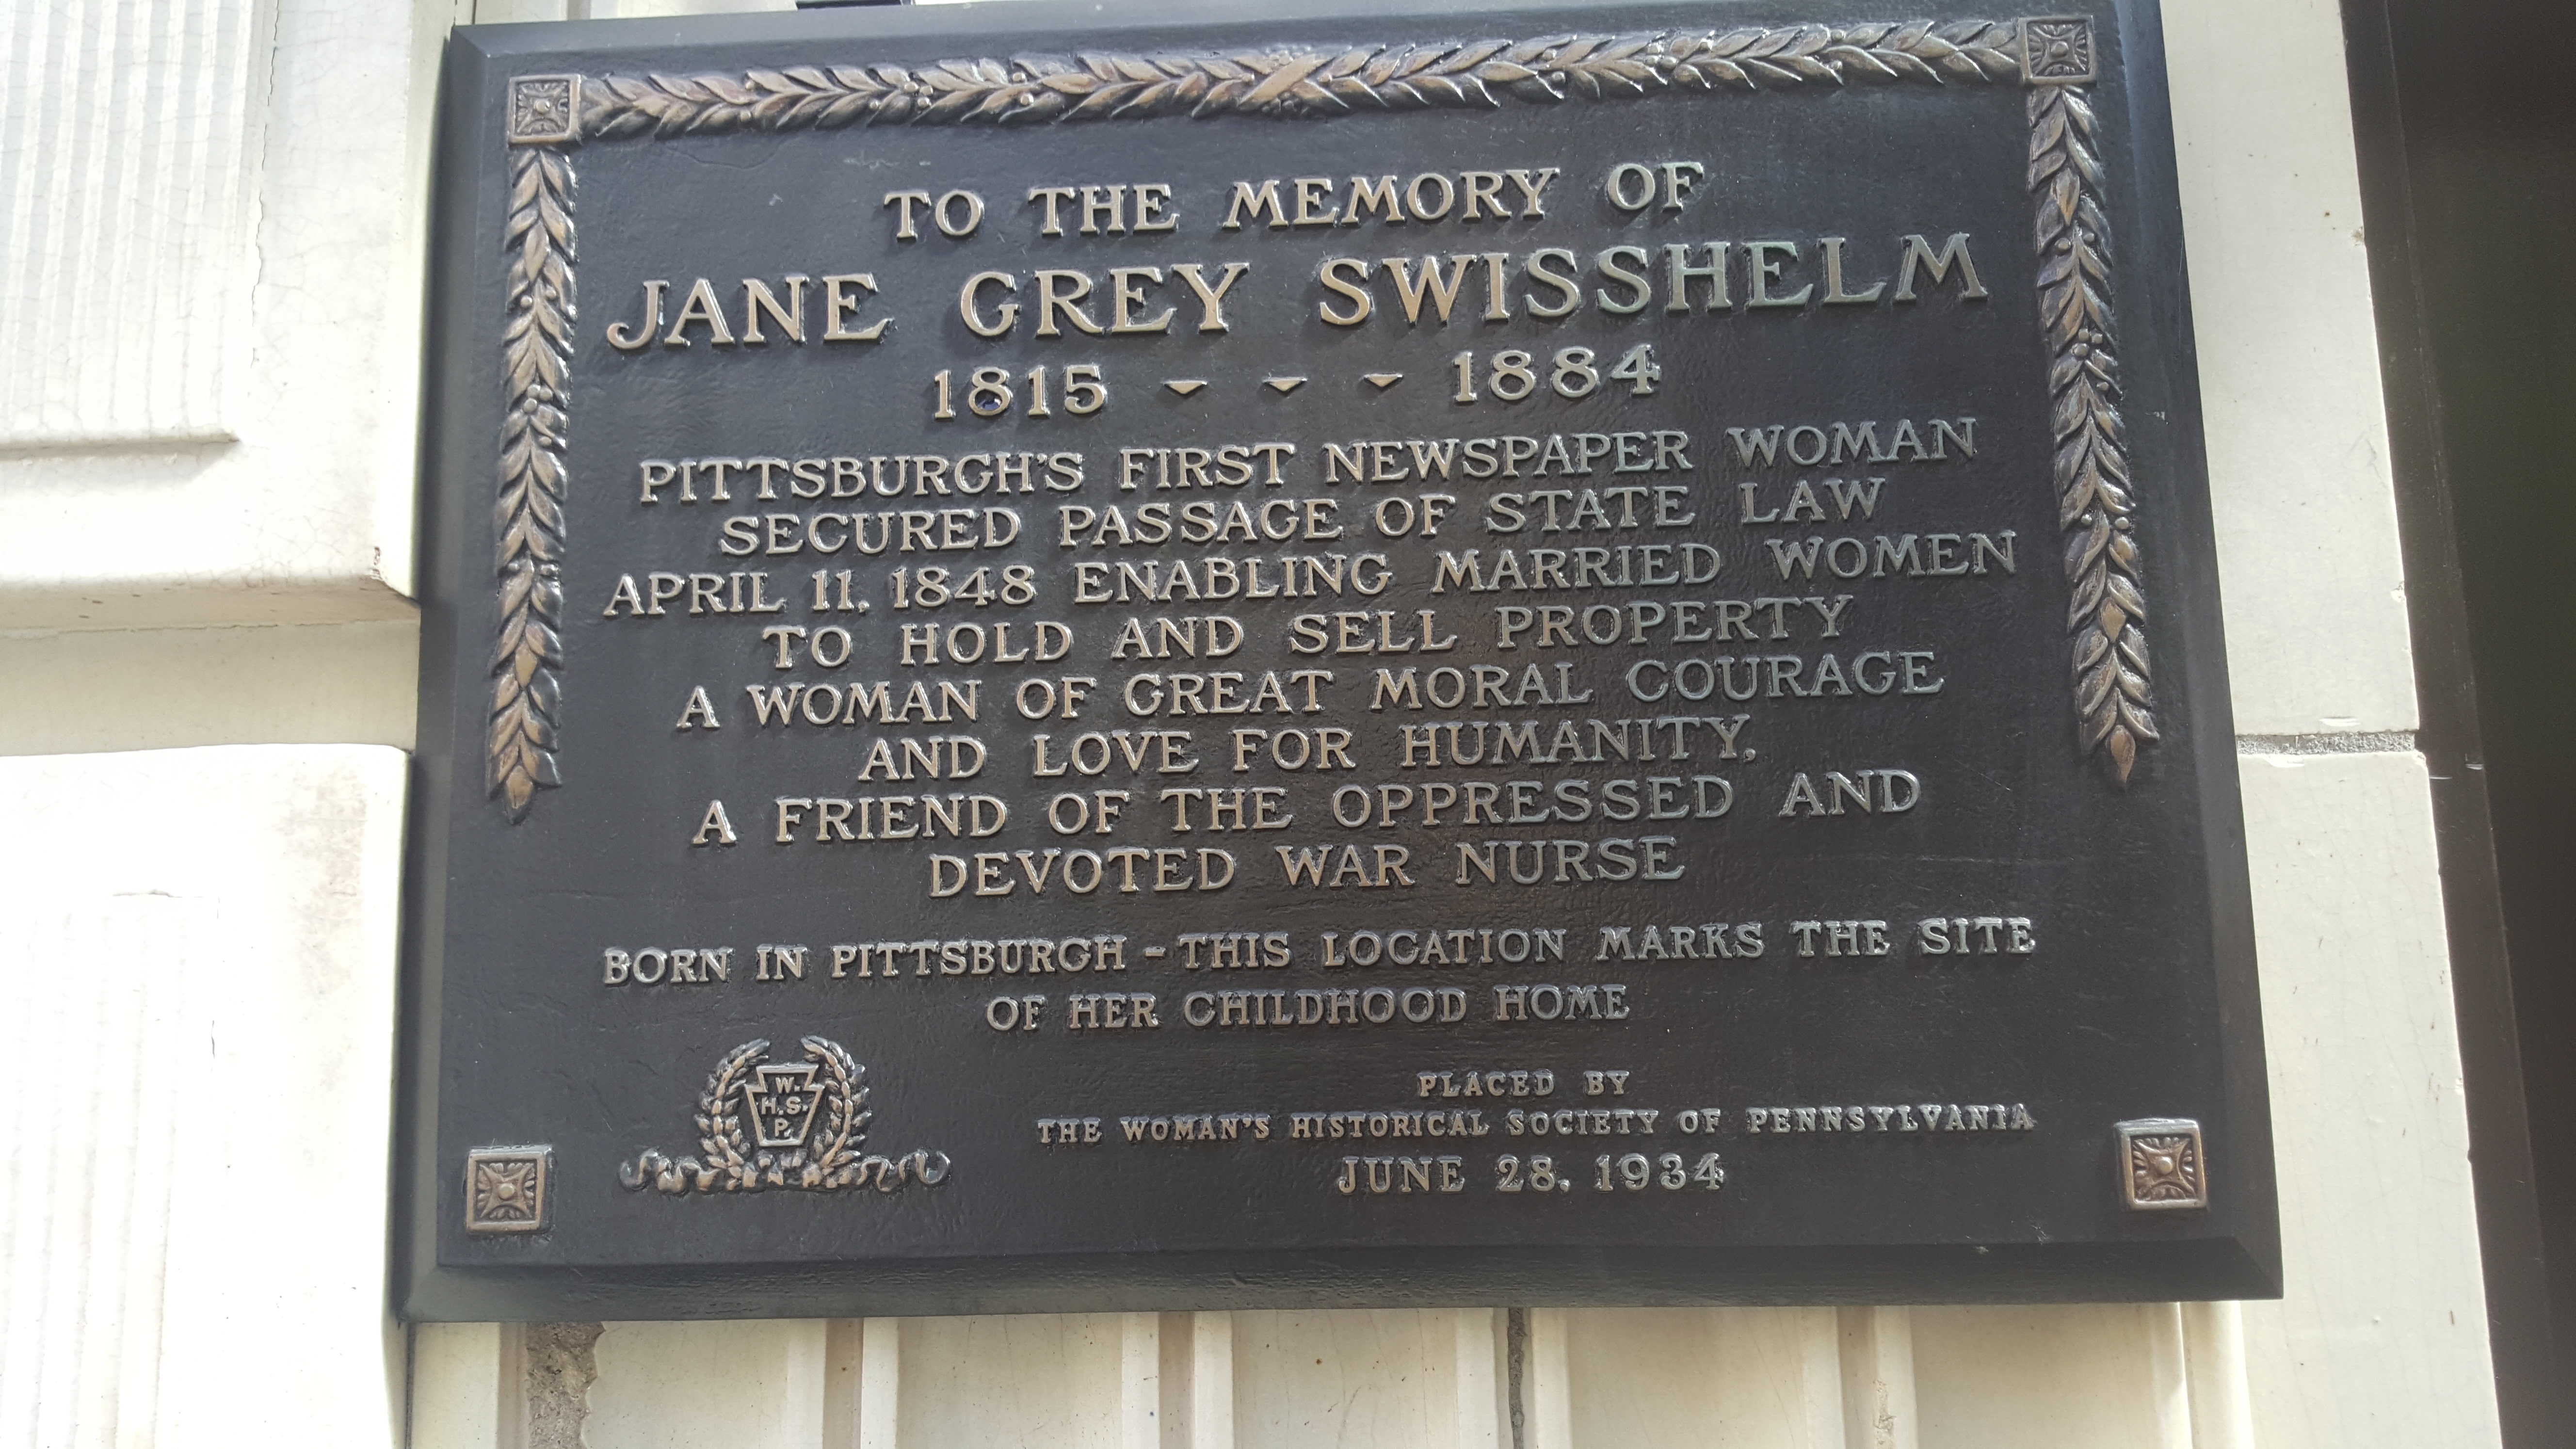 TO THE MEMORY OF
JANE GREY SWISSHELM
1815 - - - 1884
PITTSBURGH'S FIRST NEWSPAPER WOMAN
SECURED PASSAGE OF STATE LAW
APRIL 11, 1848 ENABLING MARRIED WOMEN
TO HOLD AND SELL PROPERTY
A WOMAN OF GREAT MORAL COURAGE
AND LOVE FOR HUMANITY,
A FRIEND OF THE OPPRESSED AND
DEVOTED WAR NURSE
BORN IN PITTSBURGH - THIS LOCATION MARKS THE SITE
OF HER CHILDHOOD HOME
W.
H.S.
P.
PLACED BY
THE WOMAN'S HISTORICAL SOCIETY OF PENNSYLVANIA
JUNE 28, 1934